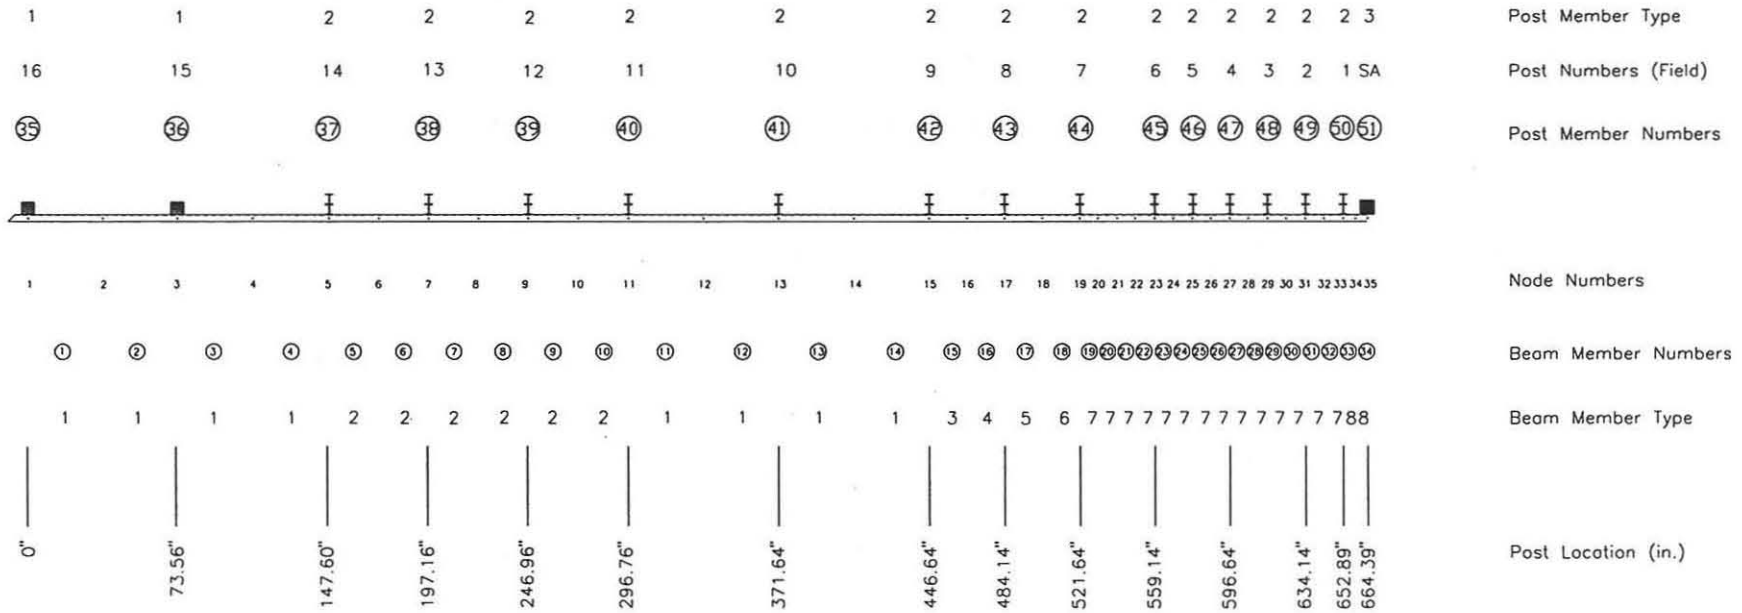 1 1 2 2 2 2 2 2 2 2 2 2 2 2 2 2 3 Post Member Type
16 15 14 13 12 11 10 9 8 7 6 5 4 3 2 1 SA Post Numbers (Field)
35 36 37 38 39 40 41 42 43 44 45 46 47 48 49 50 51 Post Member Numbers
1 2 3 4 5 6 7 8 9 10 11 12 13 14 15 16 17 18 19 20 21 22 23 24 25 26 27 28 29 30 31 32 33 34 35 Node Numbers
1 2 3 4 5 6 7 8 9 10 11 12 13 14 15 16 17 18 19 20 21 22 23 24 25 26 27 28 29 30 31 32 33 34 Beam Member Numbers
1 1 1 1 2 2 2 2 2 2 1 1 1 1 3 4 5 6 7 7 7 7 7 7 7 7 7 7 7 7 7 7 8 8 Beam Member Type
0" 73.56" 147.60" 197.16" 246.96" 296.76" 371.64" 446.64" 484.14" 521.64" 559.14" 596.64" 634.14" 652.89" 664.39" Post Location (in.)